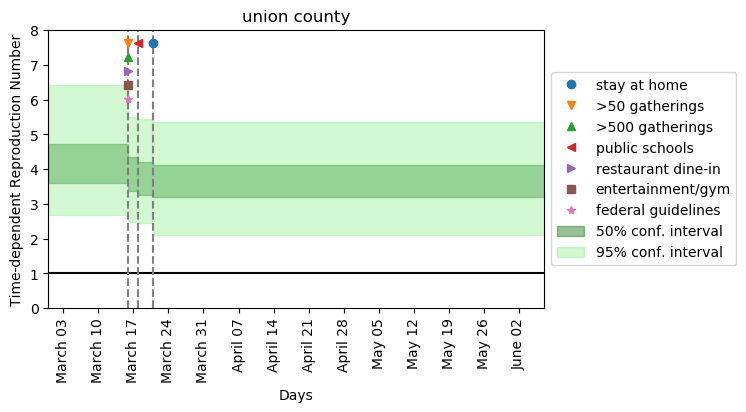 union county
Time-dependent Reproduction Number
8
7
6
5
4
3
2
1
0
March 03
March 10
March 17
March 24
March 31
April 07
April 14
April 21
April 28
May 05
May 12
May 19
May 26
June 02
Days
stay at home
>50 gatherings
>500 gatherings
public schools
restaurant dine-in
entertainment/gym
federal guidelines
50% conf. interval
95% conf. interval